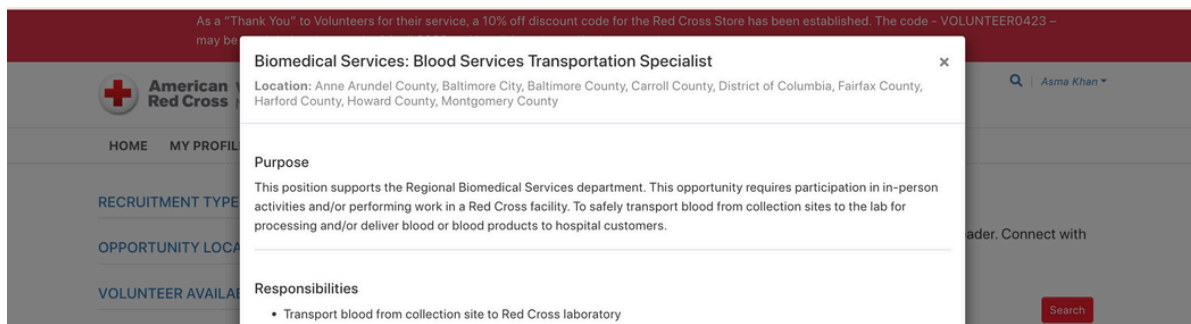 As a "Thank You" to Volunteers for their service, a 10% off discount code for the Red Cross Store has been established. The code - VOLUNTEER0423 –
may be
Biomedical Services: Blood Services Transportation Specialist
×
Location: Anne Arundel County, Baltimore City, Baltimore County, Carroll County, District of Columbia, Fairfax County,
Harford County, Howard County, Montgomery County
American
Red Cross
Asma Khan
HOME MY PROFIL
Purpose
This position supports the Regional Biomedical Services department. This opportunity requires participation in in-person
activities and/or performing work in a Red Cross facility. To safely transport blood from collection sites to the lab for
processing and/or deliver blood or blood products to hospital customers.
RECRUITMENT TYPE
OPPORTUNITY LOCA
ader. Connect with
VOLUNTEER AVAILAB
Responsibilities
• Transport blood from collection site to Red Cross laboratory
Search